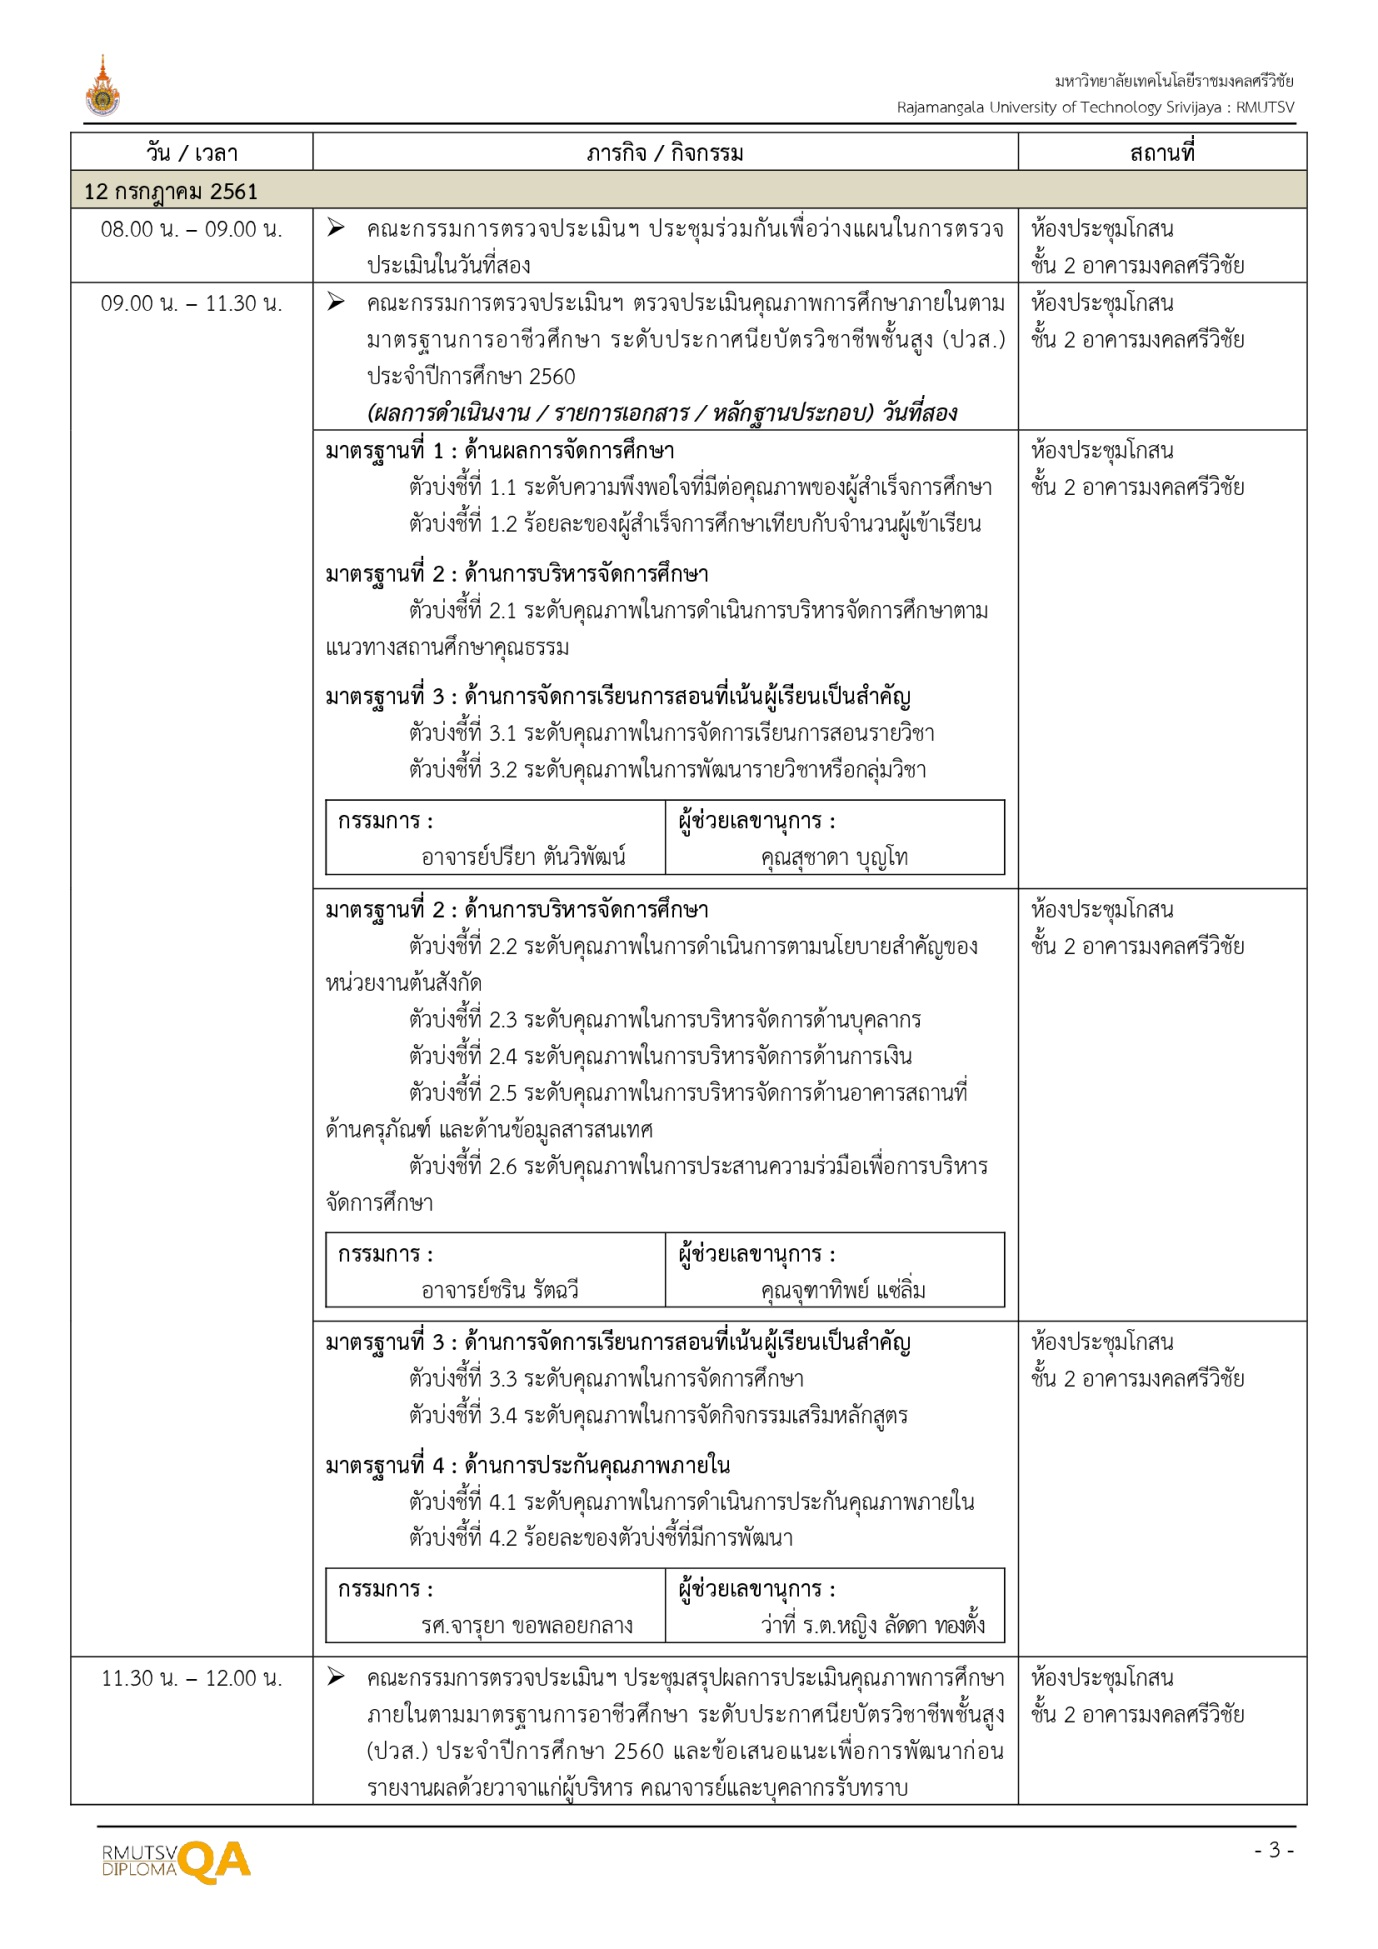 มหาวิทยาลัยเทคโนโลยีราชมงคลศรีวิชัย
Rajamangala University of Technology Srivijaya : RMUTSV
วัน / เวลา ภารกิจ / กิจกรรม สถานที่
12 กรกฎาคม 2561
08.00 น. – 09.00 น. ➢ คณะกรรมการตรวจประเมินฯ ประชุมร่วมกันเพื่อว่างแผนในการตรวจ ห้องประชุมโกสน
ประเมินในวันที่สอง ชั้น 2 อาคารมงคลศรีวิชัย
09.00 น. – 11.30 น. ➢ คณะกรรมการตรวจประเมินฯ ตรวจประเมินคุณภาพการศึกษาภายในตาม ห้องประชุมโกสน
มาตรฐานการอาชีวศึกษา ระดับประกาศนียบัตรวิชาชีพชั้นสูง (ปวส.) ชั้น 2 อาคารมงคลศรีวิชัย
ประจำปีการศึกษา 2560
(ผลการดำเนินงาน / รายการเอกสาร / หลักฐานประกอบ) วันที่สอง
มาตรฐานที่ 1 : ด้านผลการจัดการศึกษา ห้องประชุมโกสน
ตัวบ่งชี้ที่ 1.1 ระดับความพึงพอใจที่มีต่อคุณภาพของผู้สำเร็จการศึกษา ชั้น 2 อาคารมงคลศรีวิชัย
ตัวบ่งชี้ที่ 1.2 ร้อยละของผู้สำเร็จการศึกษาเทียบกับจำนวนผู้เข้าเรียน
มาตรฐานที่ 2 : ด้านการบริหารจัดการศึกษา
ตัวบ่งชี้ที่ 2.1 ระดับคุณภาพในการดำเนินการบริหารจัดการศึกษาตาม
แนวทางสถานศึกษาคุณธรรม
มาตรฐานที่ 3 : ด้านการจัดการเรียนการสอนที่เน้นผู้เรียนเป็นสำคัญ
ตัวบ่งชี้ที่ 3.1 ระดับคุณภาพในการจัดการเรียนการสอนรายวิชา
ตัวบ่งชี้ที่ 3.2 ระดับคุณภาพในการพัฒนารายวิชาหรือกลุ่มวิชา
กรรมการ : ผู้ช่วยเลขานุการ :
อาจารย์ปรียา ตันวิพัฒน์ คุณสุชาดา บุญโท
มาตรฐานที่ 2 : ด้านการบริหารจัดการศึกษา ห้องประชุมโกสน
ตัวบ่งชี้ที่ 2.2 ระดับคุณภาพในการดำเนินการตามนโยบายสำคัญของ ชั้น 2 อาคารมงคลศรีวิชัย
หน่วยงานต้นสังกัด
ตัวบ่งชี้ที่ 2.3 ระดับคุณภาพในการบริหารจัดการด้านบุคลากร
ตัวบ่งชี้ที่ 2.4 ระดับคุณภาพในการบริหารจัดการด้านการเงิน
ตัวบ่งชี้ที่ 2.5 ระดับคุณภาพในการบริหารจัดการด้านอาคารสถานที่
ด้านครุภัณฑ์ และด้านข้อมูลสารสนเทศ
ตัวบ่งชี้ที่ 2.6 ระดับคุณภาพในการประสานความร่วมือเพื่อการบริหาร
จัดการศึกษา
กรรมการ : ผู้ช่วยเลขานุการ :
อาจารย์ชริน รัตฉวี คุณจุฑาทิพย์ แซ่ลิ่ม
มาตรฐานที่ 3 : ด้านการจัดการเรียนการสอนที่เน้นผู้เรียนเป็นสำคัญ ห้องประชุมโกสน
ตัวบ่งชี้ที่ 3.3 ระดับคุณภาพในการจัดการศึกษา ชั้น 2 อาคารมงคลศรีวิชัย
ตัวบ่งชี้ที่ 3.4 ระดับคุณภาพในการจัดกิจกรรมเสริมหลักสูตร
มาตรฐานที่ 4 : ด้านการประกันคุณภาพภายใน
ตัวบ่งชี้ที่ 4.1 ระดับคุณภาพในการดำเนินการประกันคุณภาพภายใน
ตัวบ่งชี้ที่ 4.2 ร้อยละของตัวบ่งชี้ที่มีการพัฒนา
กรรมการ : ผู้ช่วยเลขานุการ :
รศ.จารุยา ขอพลอยกลาง ว่าที่ ร.ต.หญิง ลัดดา ทองตั้ง
11.30 น. – 12.00 น. ➢ คณะกรรมการตรวจประเมินฯ ประชุมสรุปผลการประเมินคุณภาพการศึกษา ห้องประชุมโกสน
ภายในตามมาตรฐานการอาชีวศึกษา ระดับประกาศนียบัตรวิชาชีพชั้นสูง ชั้น 2 อาคารมงคลศรีวิชัย
(ปวส.) ประจำปีการศึกษา 2560 และข้อเสนอแนะเพื่อการพัฒนาก่อน
รายงานผลด้วยวาจาแก่ผู้บริหาร คณาจารย์และบุคลากรรับทราบ
RMUTSV DIPLOMA QA - 3 -